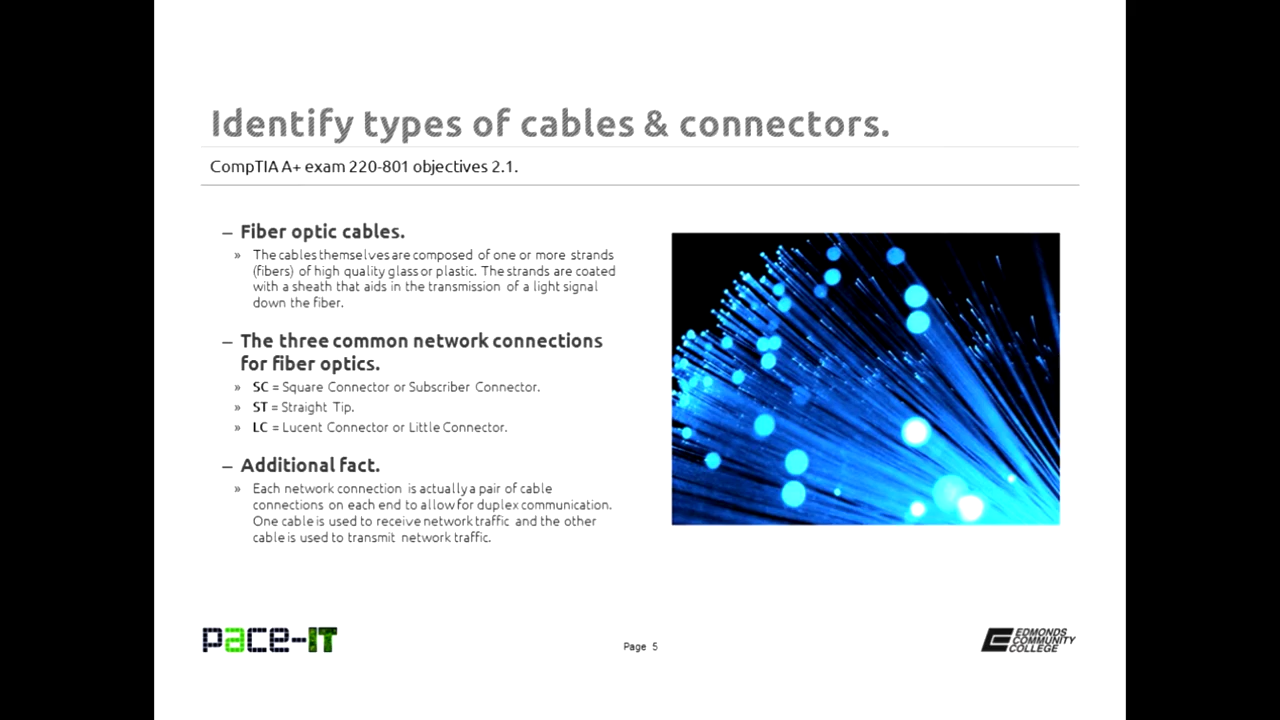 Identify types of cables & connectors.
CompTIA A+ exam 220-801 objectives 2.1.
– Fiber optic cables.
» The cables themselves are composed of one or more strands
(fibers) of high quality glass or plastic. The strands are coated
with a sheath that aids in the transmission of a light signal
down the fiber.
– The three common network connections
for fiber optics.
» SC = Square Connector or Subscriber Connector.
» ST = Straight Tip.
» LC = Lucent Connector or Little Connector.
– Additional fact.
» Each network connection is actually a pair of cable
connections on each end to allow for duplex communication.
One cable is used to receive network traffic and the other
cable is used to transmit network traffic.
pace-IT
Page 5
EDMONDS
COMMUNITY
COLLEGE